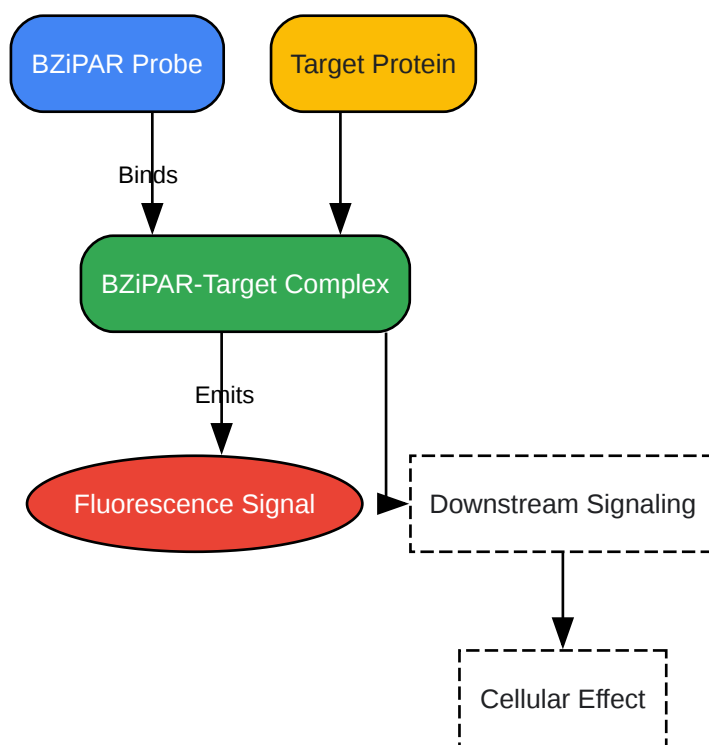 BZiPAR Probe
Target Protein
Binds
BZiPAR-Target Complex
Emits
Fluorescence Signal
Downstream Signaling
Cellular Effect